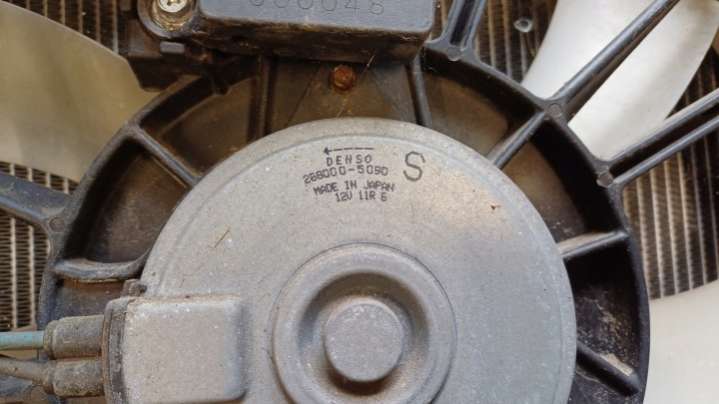 DENSO S
268000-5090
MADE IN JAPAN
12V 11R 6